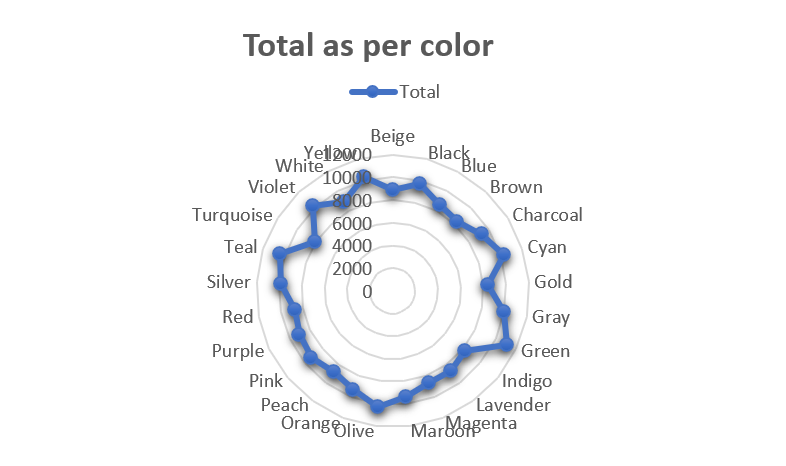 Total as per color
Total
Beige
Black
Blue
Brown
Charcoal
Cyan
Gold
Gray
Green
Indigo
Lavender
Magenta
Maroon
Olive
Orange
Peach
Pink
Purple
Red
Silver
Teal
Turquoise
Violet
White
Yellow
12000
10000
8000
6000
4000
2000
0